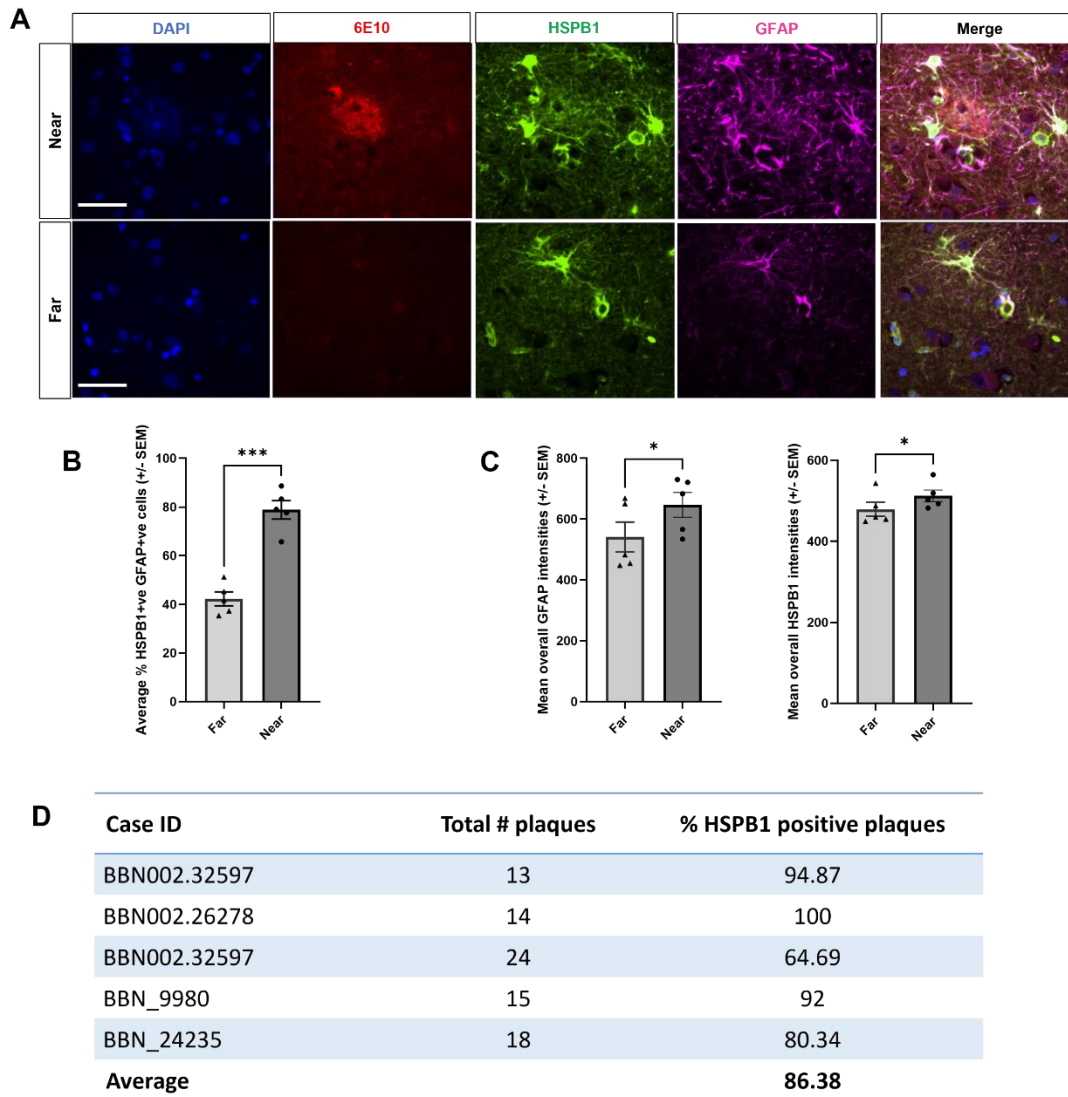 A
DAPI 6E10 HSPB1 GFAP Merge
Near
Far
B
Average % HSPB1+ve GFAP+ve cells (+/- SEM)
100
80
60
40
20
0
***
Far Near
C
Mean overall GFAP intensities (+/- SEM)
800
600
400
200
0
*
Far Near
Mean overall HSPB1 intensities (+/- SEM)
600
400
200
0
*
Far Near
D
Case ID Total # plaques % HSPB1 positive plaques
BBN002.32597 13 94.87
BBN002.26278 14 100
BBN002.32597 24 64.69
BBN_9980 15 92
BBN_24235 18 80.34
Average 86.38